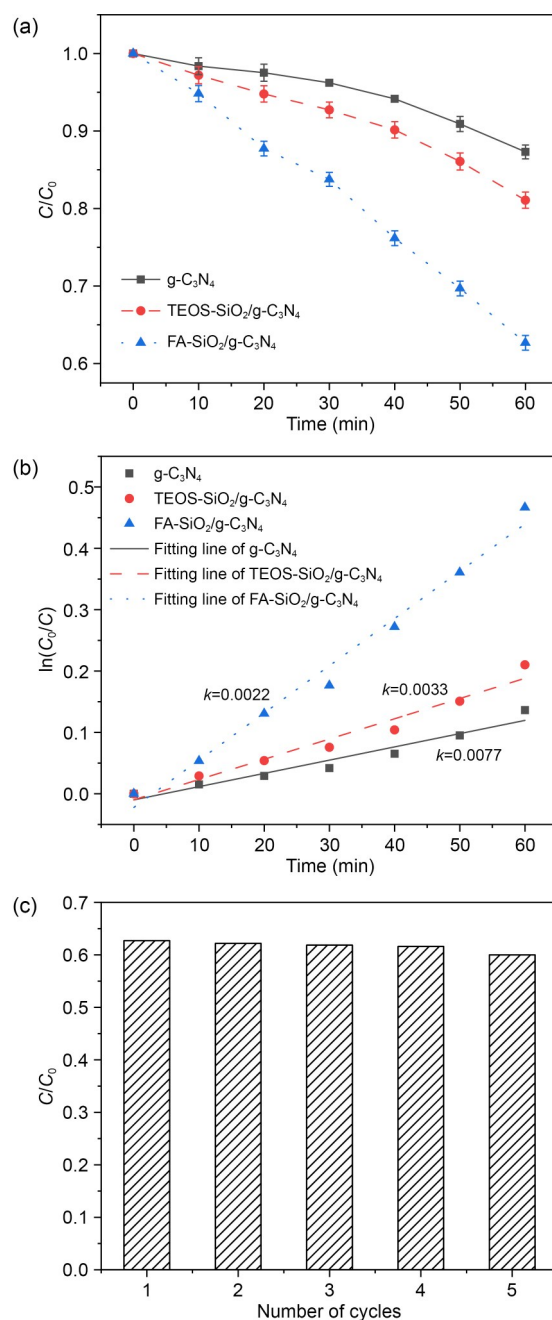 (a)
1.0
0.9
0.8
0.7
0.6
C/C₀
g-C₃N₄
TEOS-SiO₂/g-C₃N₄
FA-SiO₂/g-C₃N₄
0 10 20 30 40 50 60
Time (min)
(b)
0.5
0.4
0.3
0.2
0.1
0.0
ln(C₀/C)
g-C₃N₄
TEOS-SiO₂/g-C₃N₄
FA-SiO₂/g-C₃N₄
Fitting line of g-C₃N₄
Fitting line of TEOS-SiO₂/g-C₃N₄
Fitting line of FA-SiO₂/g-C₃N₄
k=0.0022
k=0.0033
k=0.0077
0 10 20 30 40 50 60
Time (min)
(c)
0.7
0.6
0.5
0.4
0.3
0.2
0.1
0.0
C/C₀
1 2 3 4 5
Number of cycles